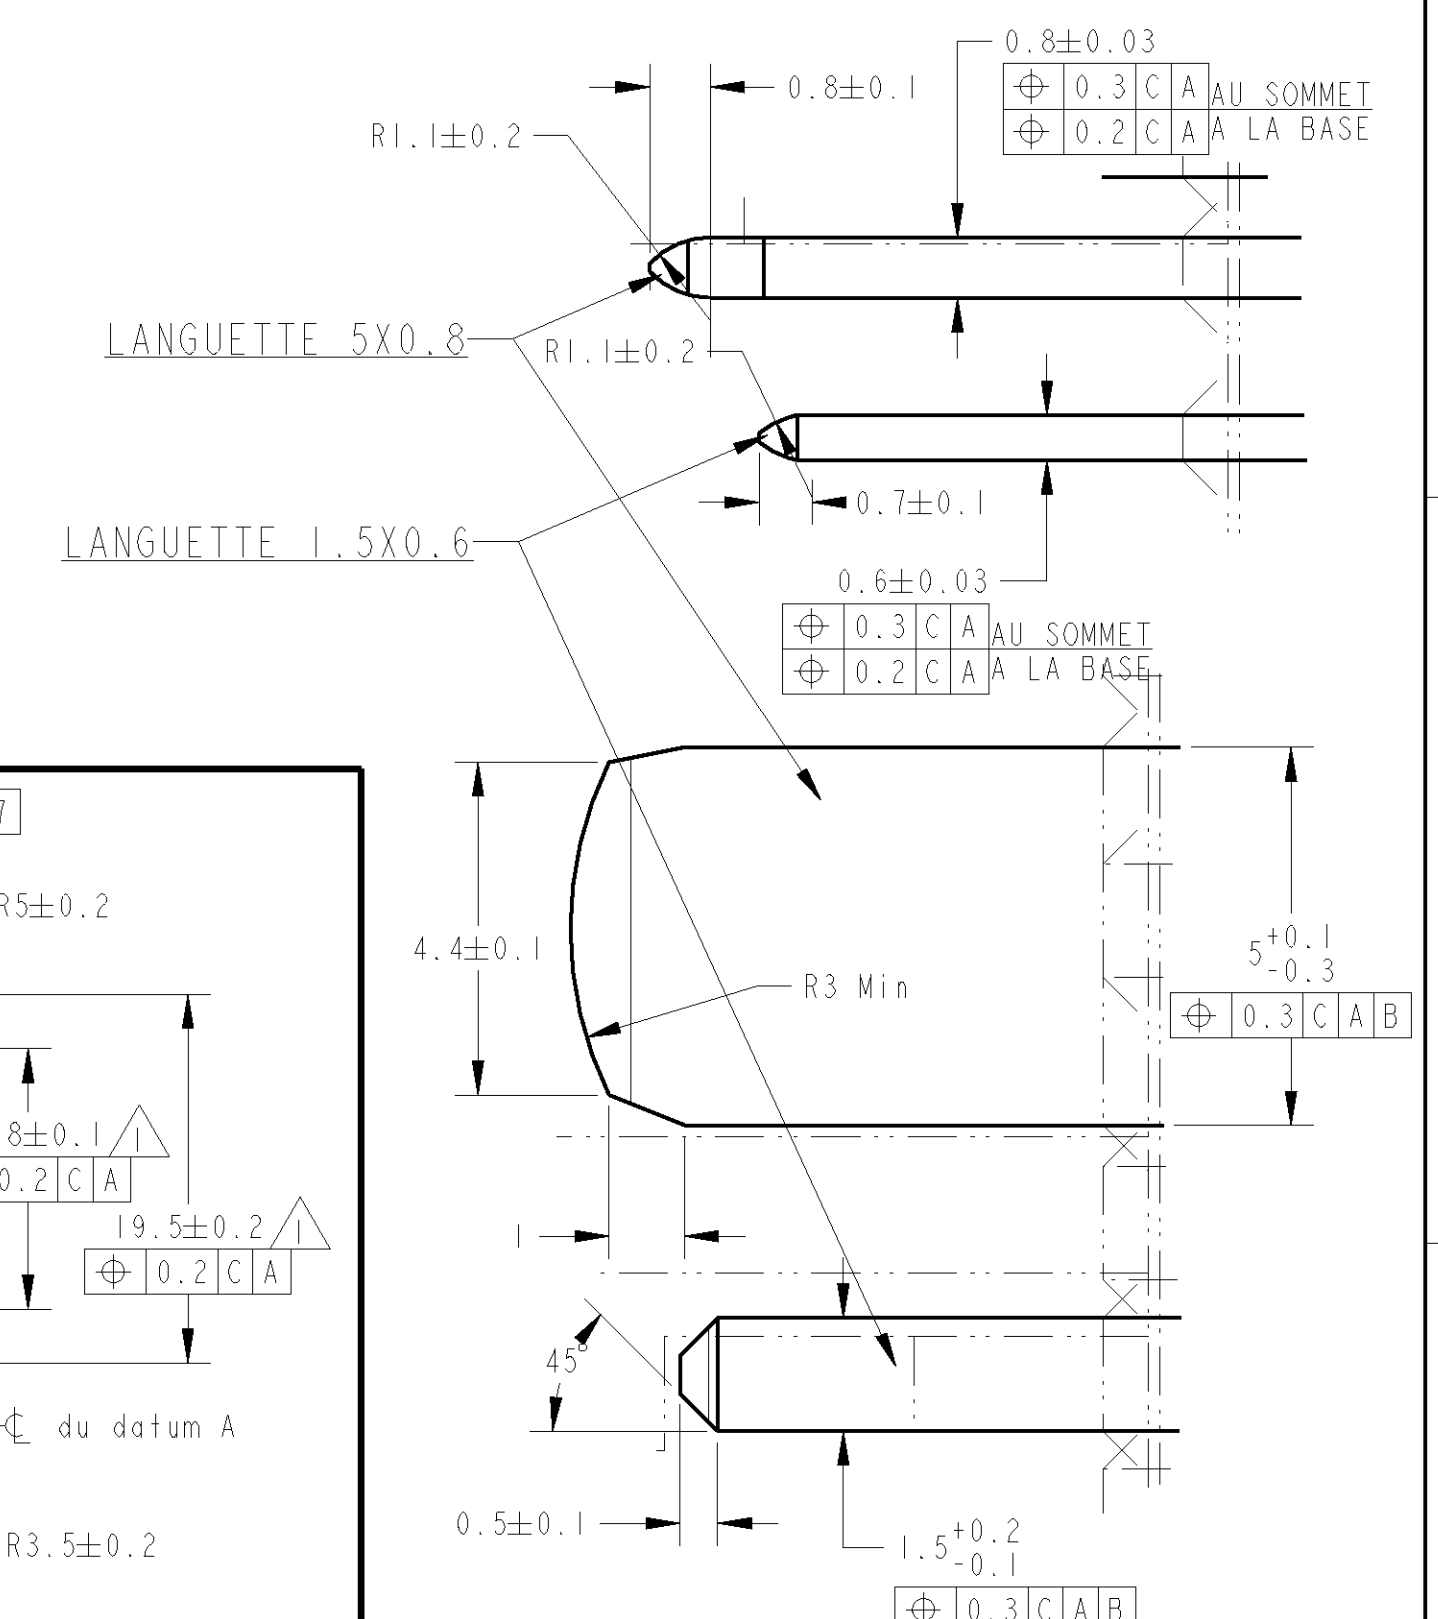 0.8±0.03
⌖ 0.3 C A AU SOMMET
⌖ 0.2 C A A LA BASE
0.8±0.1
R1.1±0.2
LANGUETTE 5X0.8
R1.1±0.2
0.7±0.1
LANGUETTE 1.5X0.6
0.6±0.03
⌖ 0.3 C A AU SOMMET
⌖ 0.2 C A A LA BASE
7
R5±0.2
4.4±0.1
R3 Min
5 +0.1 -0.3
⌖ 0.3 C A B
8±0.1 1
0.2 C A
19.5±0.2 1
⌖ 0.2 C A
1
45°
℄ du datum A
0.5±0.1
R3.5±0.2
1.5 +0.2 -0.1
⌖ 0.3 C A B